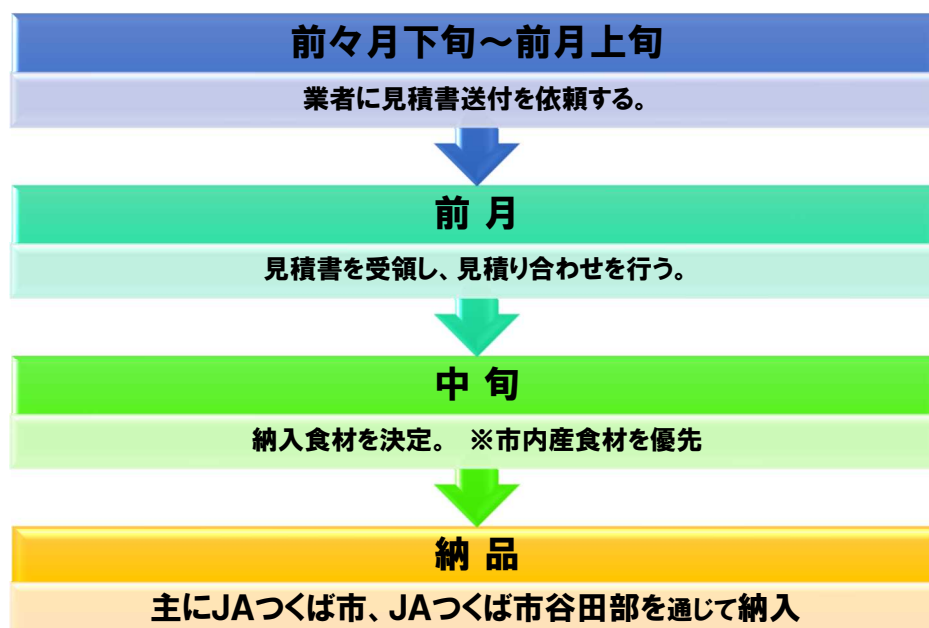 前々月下旬～前月上旬
業者に見積書送付を依頼する。
前 月
見積書を受領し、見積り合わせを行う。
中 旬
納入食材を決定。 ※市内産食材を優先
納 品
主にJAつくば市、JAつくば市谷田部を通じて納入